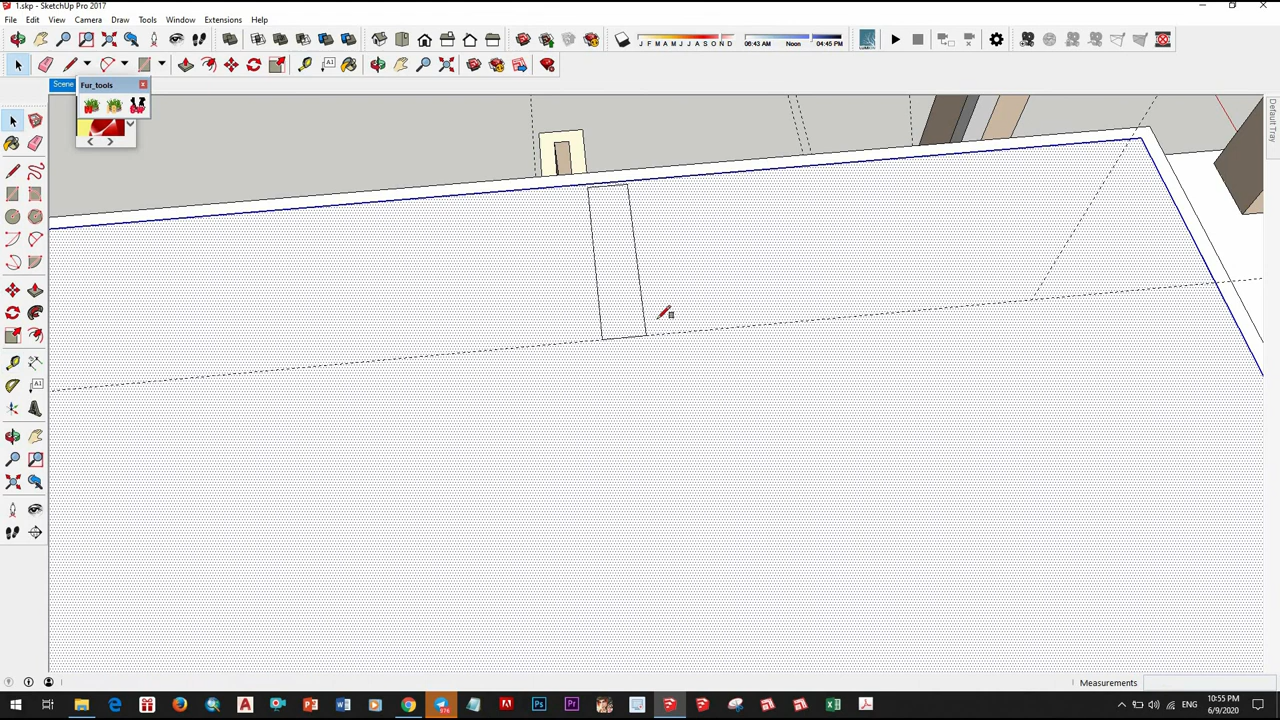 1.skp - SketchUp Pro 2017
File Edit View Camera Draw Tools Window Extensions Help
J F M A M J J A S O N D
06:43 AM Noon 04:45 PM
Scene
Fur_tools
Default Tray
Measurements
ENG
10:55 PM
6/9/2020